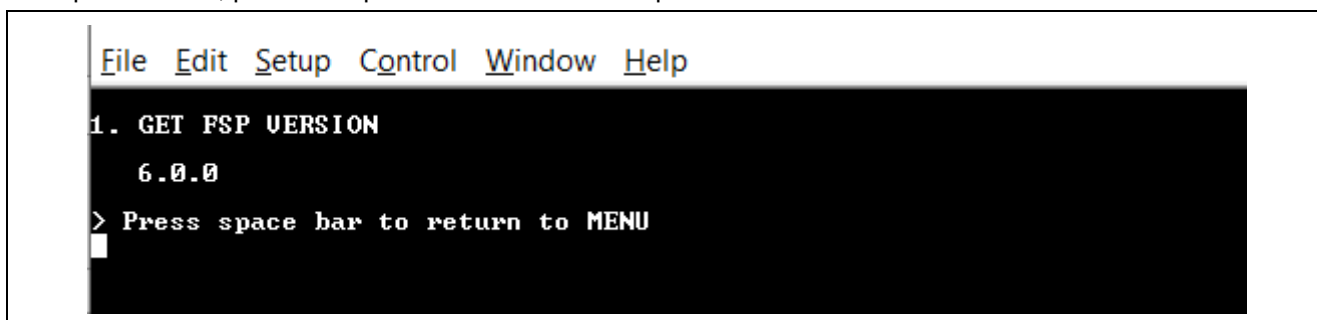 File Edit Setup Control Window Help
1. GET FSP VERSION
6.0.0
> Press space bar to return to MENU